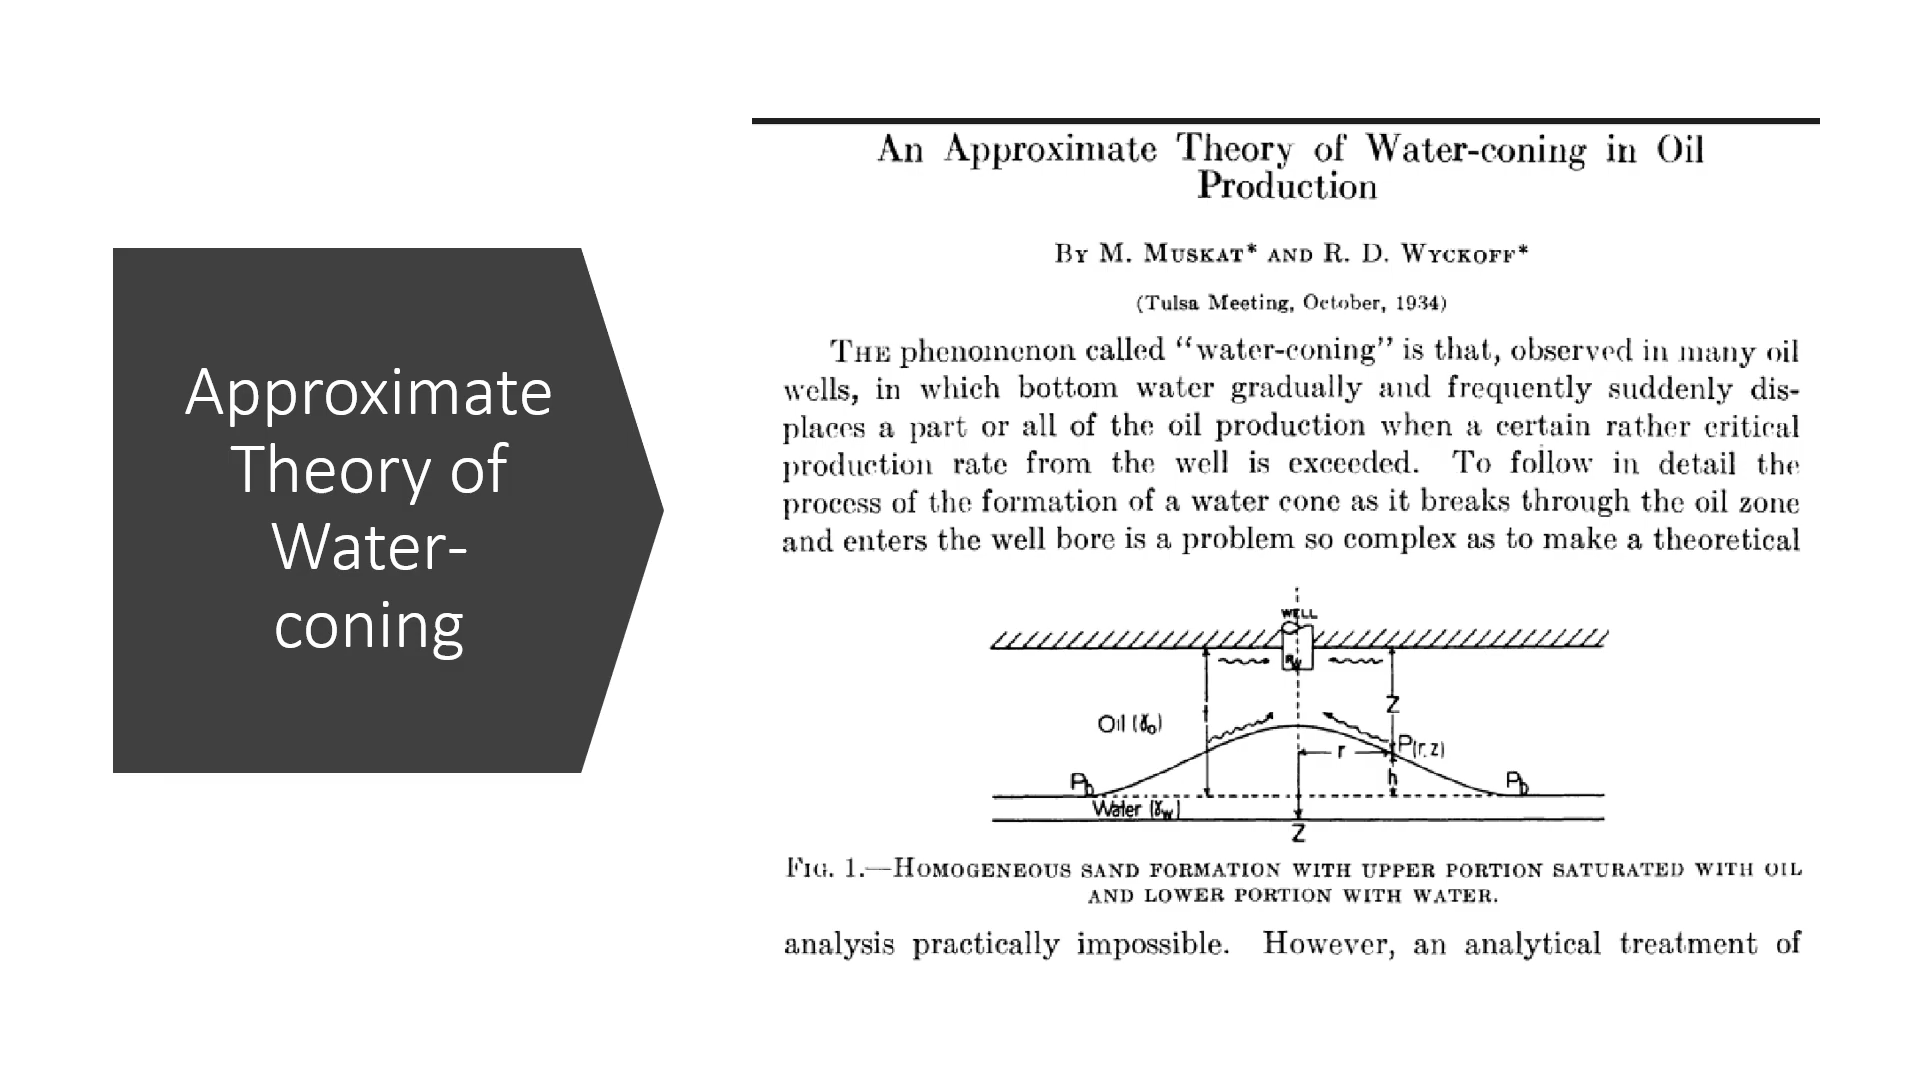 Approximate
Theory of
Water-
coning
An Approximate Theory of Water-coning in Oil
Production
By M. Muskat* and R. D. Wyckoff*
(Tulsa Meeting, October, 1934)
The phenomenon called “water-coning” is that, observed in many oil
wells, in which bottom water gradually and frequently suddenly dis-
places a part or all of the oil production when a certain rather critical
production rate from the well is exceeded. To follow in detail the
process of the formation of a water cone as it breaks through the oil zone
and enters the well bore is a problem so complex as to make a theoretical
WELL
Rw
Z
Oil (γo)
P(r,z)
r
h
Pb
Pb
Water (γw)
Z
Fig. 1.—Homogeneous sand formation with upper portion saturated with oil
and lower portion with water.
analysis practically impossible. However, an analytical treatment of